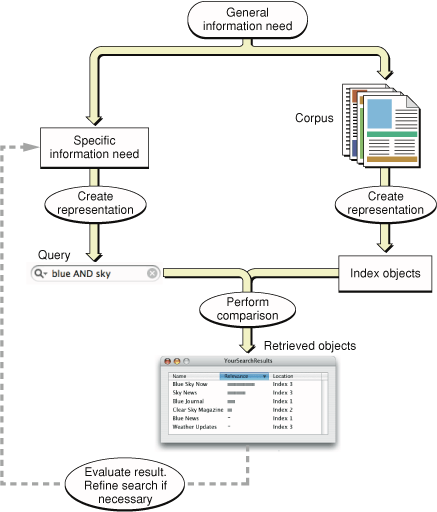 General
information need
Corpus
Specific
information need
Create
representation
Create
representation
Query
blue AND sky
Index objects
Perform
comparison
Retrieved objects
YourSearchResults
Name Relevance Location
Blue Sky Now Index 3
Sky News Index 3
Blue Journal Index 1
Clear Sky Magazine Index 2
Blue News Index 1
Weather Updates Index 3
Evaluate result.
Refine search if
necessary